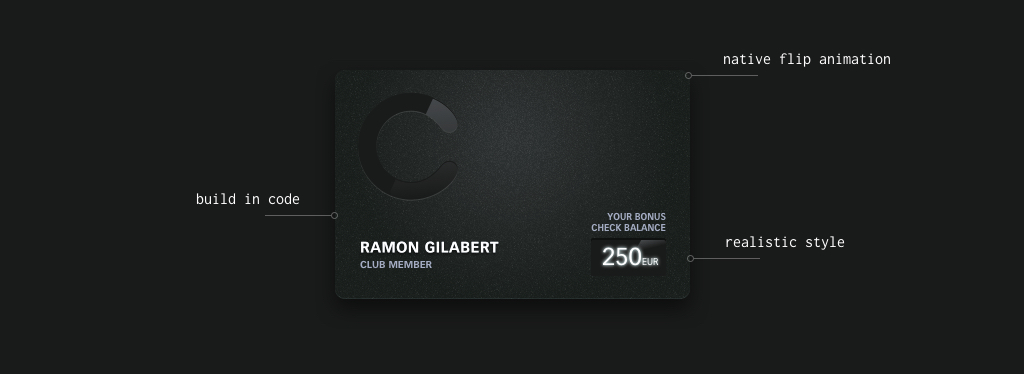 native flip animation
build in code
YOUR BONUS
CHECK BALANCE
realistic style
RAMON GILABERT
250EUR
CLUB MEMBER